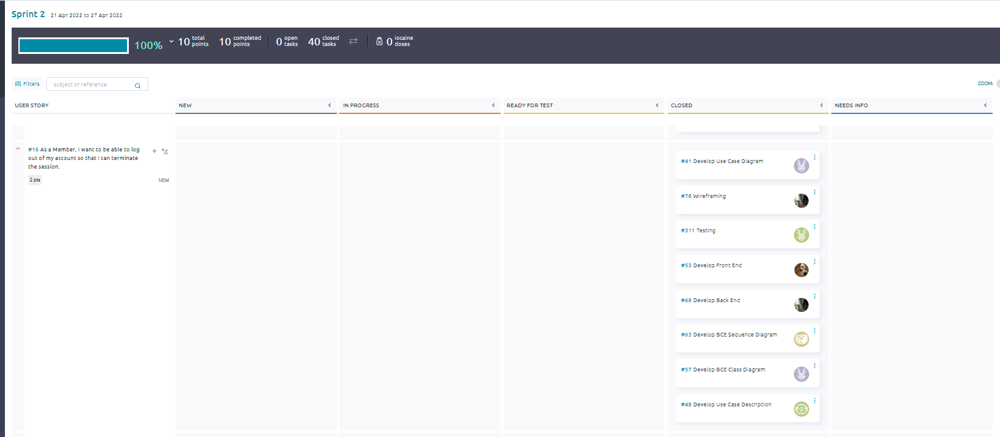 Sprint 2 21 Apr 2022 to 27 Apr 2022
100% 10 total points 10 completed points 0 open tasks 40 closed tasks 0 iocaine doses
Filters subject or reference ZOOM:
USER STORY NEW IN PROGRESS READY FOR TEST CLOSED NEEDS INFO
#16 As a Member, I want to be able to log
out of my account so that I can terminate
the session.
2 pts NEW
#41 Develop Use Case Diagram
#78 Wireframing
#311 Testing
#53 Develop Front End
#68 Develop Back End
#63 Develop BCE Sequence Diagram
#57 Develop BCE Class Diagram
#48 Develop Use Case Description